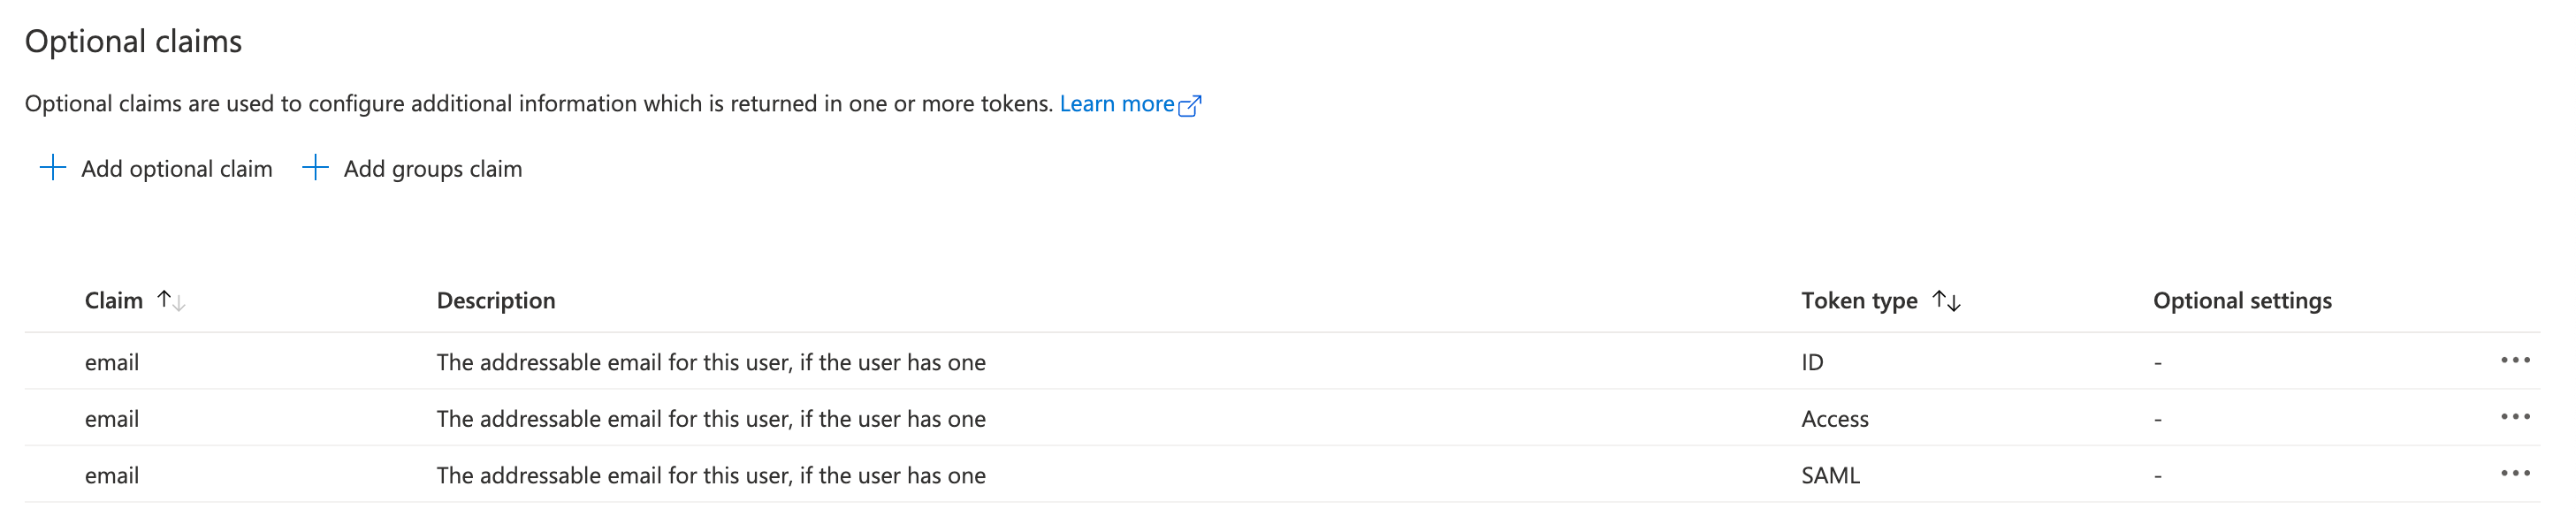 Optional claims
Optional claims are used to configure additional information which is returned in one or more tokens. Learn more
Add optional claim Add groups claim
Claim Description Token type Optional settings
email The addressable email for this user, if the user has one ID -
email The addressable email for this user, if the user has one Access -
email The addressable email for this user, if the user has one SAML -